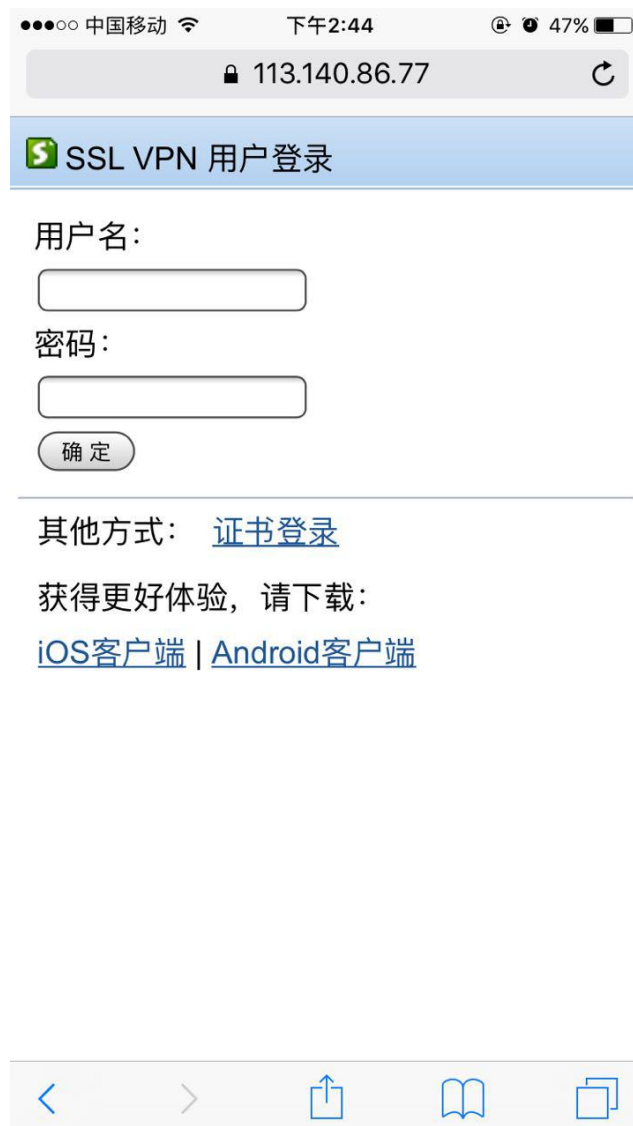 中国移动 下午2:44 47%
113.140.86.77
SSL VPN 用户登录
用户名：
密码：
确 定
其他方式： 证书登录
获得更好体验，请下载：
iOS客户端 | Android客户端